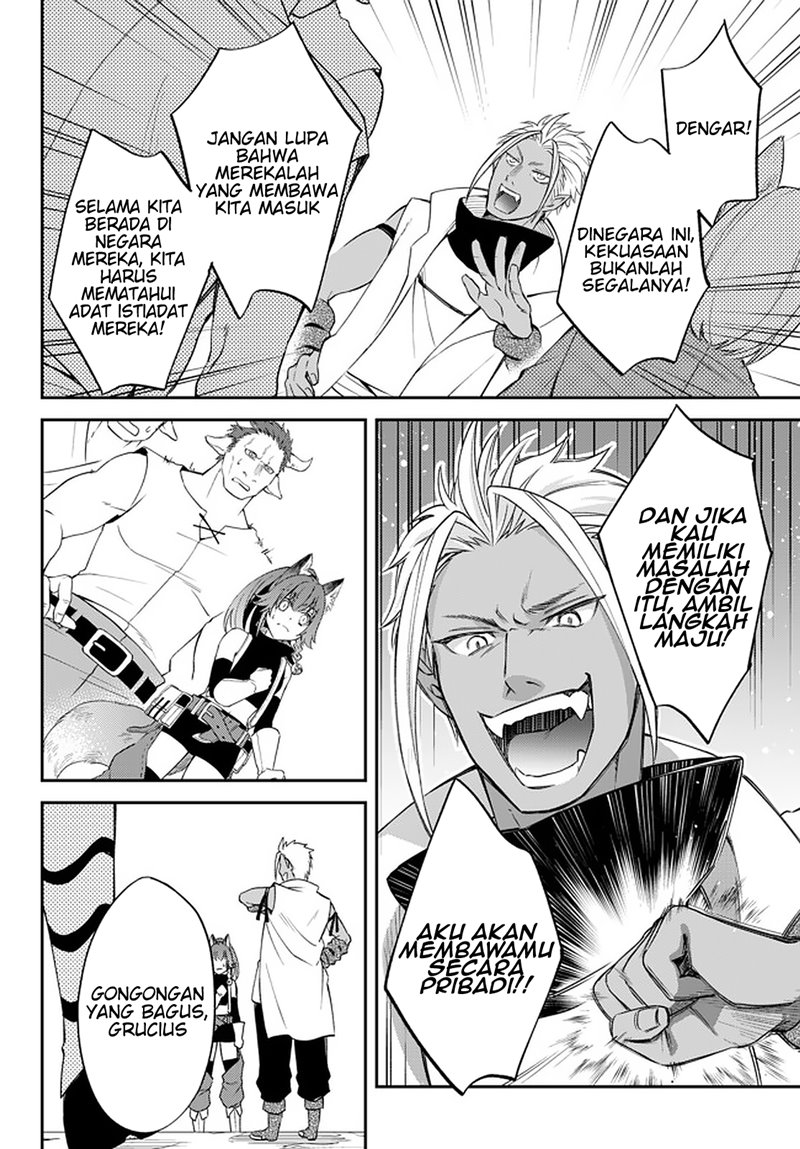 DENGAR!
DINEGARA INI,
KEKUASAAN
BUKANLAH
SEGALANYA!
JANGAN LUPA
BAHWA
MEREKALAH
YANG MEMBAWA
KITA MASUK
SELAMA KITA
BERADA DI
NEGARA
MEREKA, KITA
HARUS
MEMATAHUI
ADAT ISTIADAT
MEREKA!
DAN JIKA
KAU
MEMILIKI
MASALAH
DENGAN
ITU, AMBIL
LANGKAH
MAJU!
AKU AKAN
MEMBAWAMU
SECARA
PRIBADI!!
GONGONGAN
YANG BAGUS,
GRUCIUS